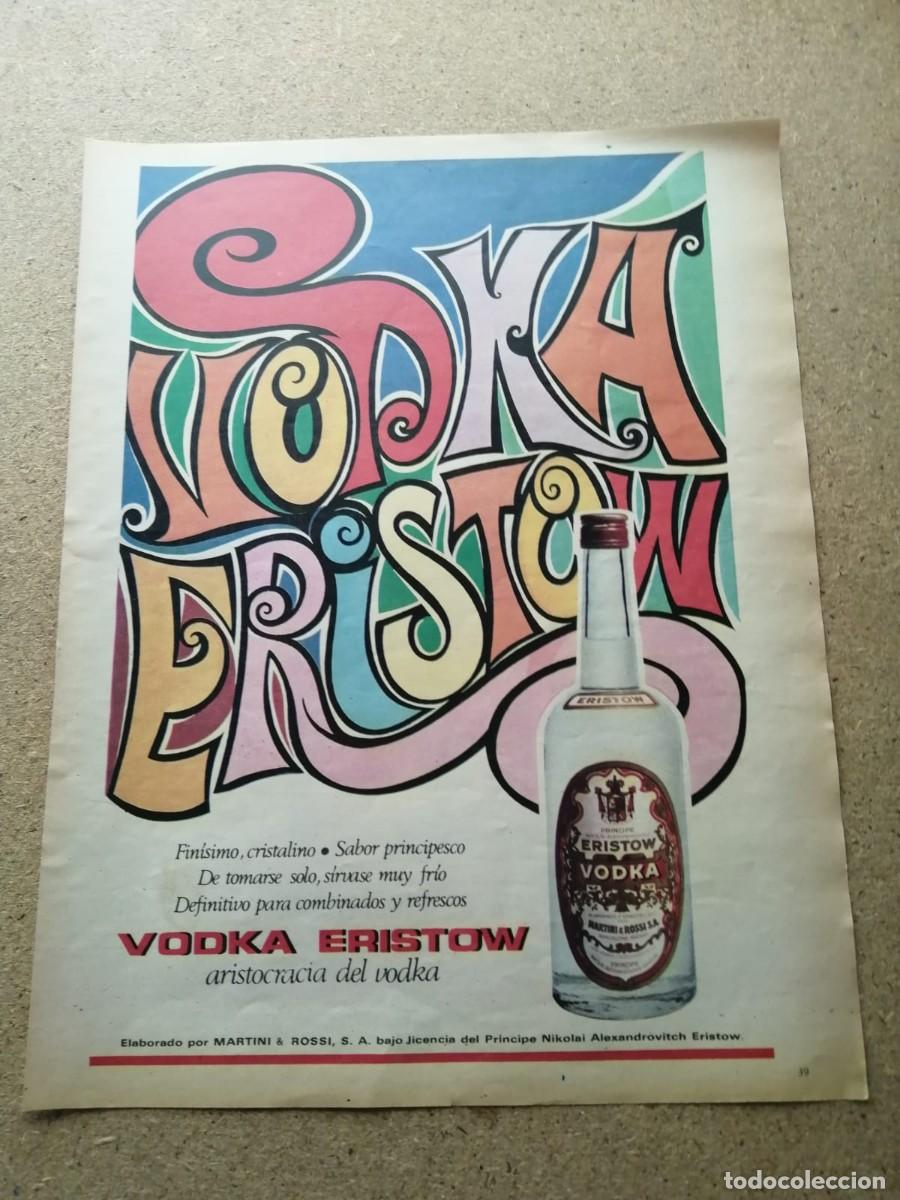 VODKA
ERISTOW
ERISTOW
PRINCIPE
ERISTOW
VODKA
MARTINI & ROSSI S.A.
PRINCIPE
Finísimo, cristalino • Sabor principesco
De tomarse solo, sírvase muy frío
Definitivo para combinados y refrescos
VODKA ERISTOW
aristocracia del vodka
Elaborado por MARTINI & ROSSI, S. A. bajo licencia del Príncipe Nikolai Alexandrovitch Eristow.
39
todocoleccion